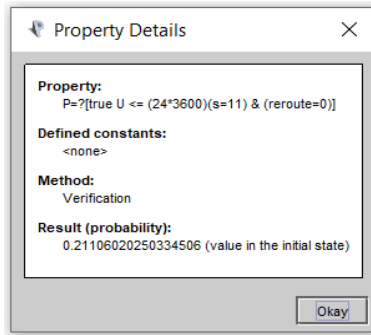 Property Details
Property:
P=?[true U <= (24*3600)(s=11) & (reroute=0)]
Defined constants:
<none>
Method:
Verification
Result (probability):
0.21106020250334506 (value in the initial state)
Okay